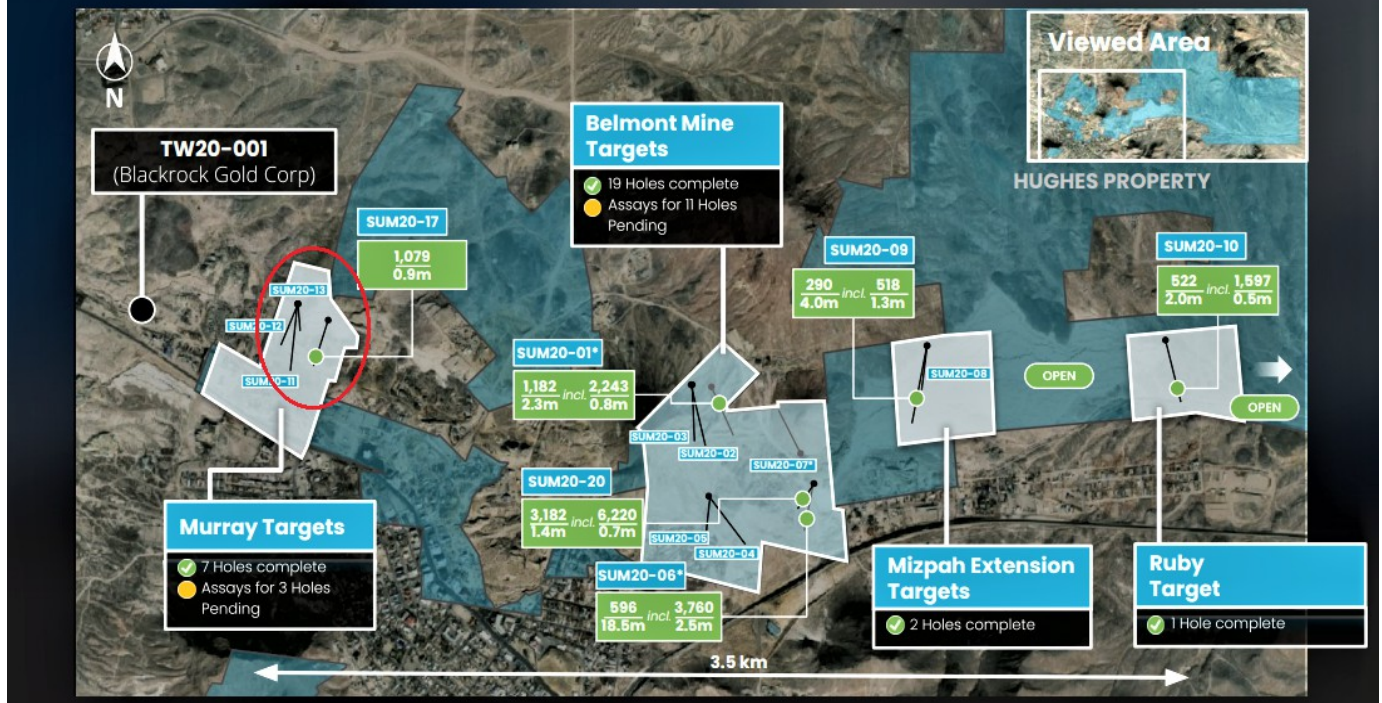 Viewed Area
HUGHES PROPERTY
N
TW20-001
(Blackrock Gold Corp)
SUM20-17
1,079
0.9m
SUM20-13
SUM20-12
SUM20-11
Murray Targets
7 Holes complete
Assays for 3 Holes
Pending
Belmont Mine
Targets
19 Holes complete
Assays for 11 Holes
Pending
SUM20-01*
1,182 incl. 2,243
2.3m 0.8m
SUM20-03
SUM20-02
SUM20-07*
SUM20-20
3,182 incl. 6,220
1.4m 0.7m
SUM20-05
SUM20-04
SUM20-06*
596 incl. 3,760
18.5m 2.5m
SUM20-09
290 incl. 518
4.0m 1.3m
SUM20-08
OPEN
Mizpah Extension
Targets
2 Holes complete
SUM20-10
522 incl. 1,597
2.0m 0.5m
OPEN
Ruby
Target
1 Hole complete
3.5 km